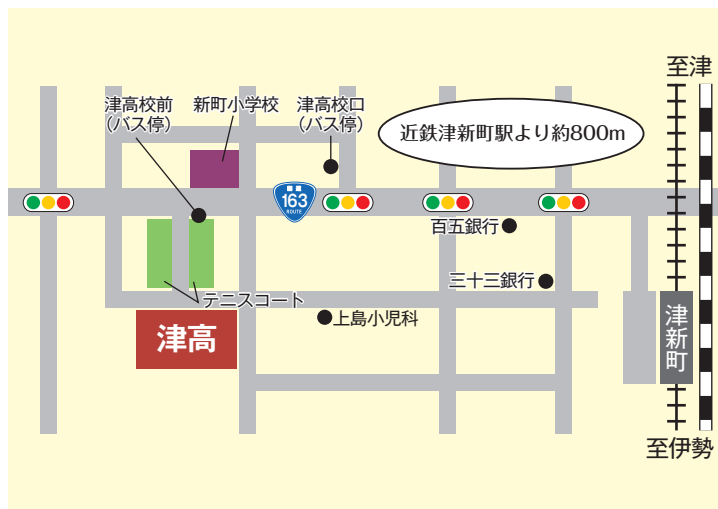 至津
津高校前
(バス停)
新町小学校
津高校口
(バス停)
近鉄津新町駅より約800m
163
ROUTE
百五銀行
三十三銀行
テニスコート
上島小児科
津高
津新町
至伊勢